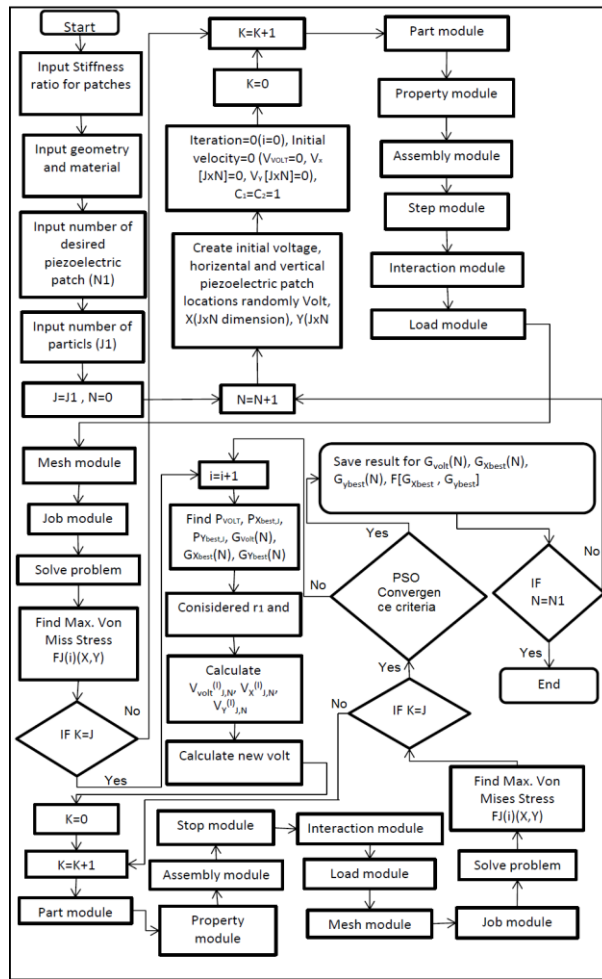 Start
Input Stiffness
ratio for patches
Input geometry
and material
Input number of
desired
piezoelectric
patch (N1)
Input number of
particls (J1)
J=J1 , N=0
N=N+1
Create initial voltage,
horizental and vertical
piezoelectric patch
locations randomly Volt,
X(JxN dimension), Y(JxN
Iteration=0(i=0), Initial
velocity=0 (VVOLT=0, Vx
[JxN]=0, VY [JxN]=0),
C1=C2=1
K=0
K=K+1
Part module
Property module
Assembly module
Step module
Interaction module
Load module
Mesh module
Job module
Solve problem
Find Max. Von
Miss Stress
FJ(i)(X,Y)
IF K=J
No
Yes
i=i+1
Find PVOLT, PXbest,i,
PYbest,i, Gvolt(N),
GXbest(N), GYbest(N)
Conisidered r1 and
Calculate
Vvolt(I)J,N, VX(I)J,N,
VY(I)J,N
Calculate new volt
K=0
K=K+1
Part module
Property
module
Assembly module
Stop module
Interaction module
Load module
Mesh module
Job module
Solve problem
Find Max. Von
Mises Stress
FJ(i)(X,Y)
IF K=J
No
Yes
PSO
Convergen
ce criteria
No
Yes
Save result for Gvolt(N), GXbest(N),
Gybest(N), F[GXbest , Gybest]
IF
N=N1
No
Yes
End